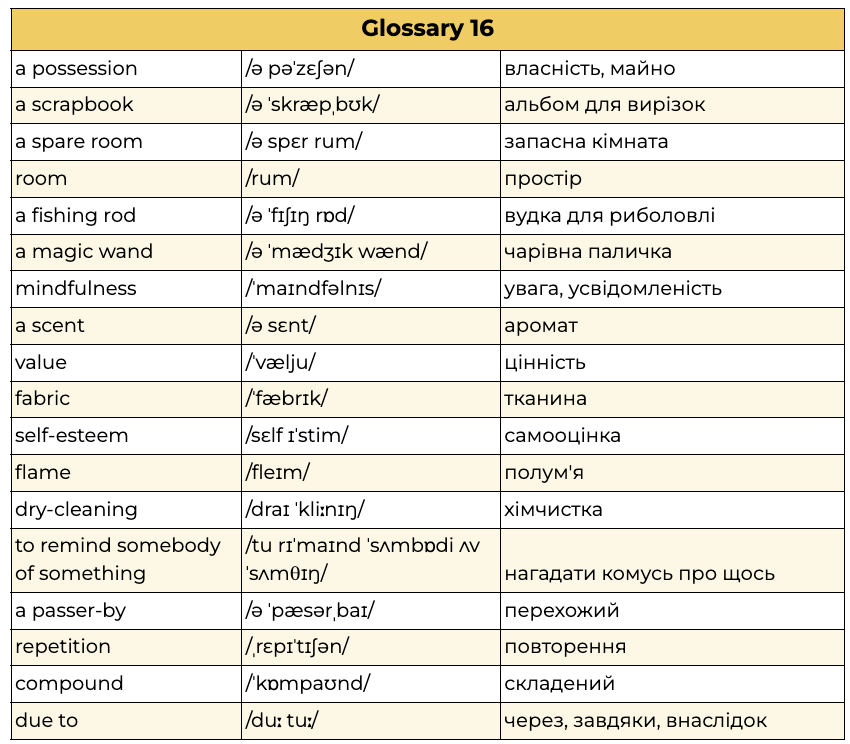 Glossary 16
a possession /ə pəˈzɛʃən/ власність, майно
a scrapbook /ə ˈskræpˌbʊk/ альбом для вирізок
a spare room /ə spɛr rum/ запасна кімната
room /rum/ простір
a fishing rod /ə ˈfɪʃɪŋ rɒd/ вудка для риболовлі
a magic wand /ə ˈmædʒɪk wænd/ чарівна паличка
mindfulness /ˈmaɪndfəlnɪs/ увага, усвідомленість
a scent /ə sɛnt/ аромат
value /ˈvælju/ цінність
fabric /ˈfæbrɪk/ тканина
self-esteem /sɛlf ɪˈstim/ самооцінка
flame /fleɪm/ полум'я
dry-cleaning /draɪ ˈkliːnɪŋ/ хімчистка
to remind somebody /tu rɪˈmaɪnd ˈsʌmbɒdi ʌv
of something ˈsʌmθɪŋ/ нагадати комусь про щось
a passer-by /ə ˈpæsərˌbaɪ/ перехожий
repetition /ˌrɛpɪˈtɪʃən/ повторення
compound /ˈkɒmpaʊnd/ складений
due to /duː tuː/ через, завдяки, внаслідок